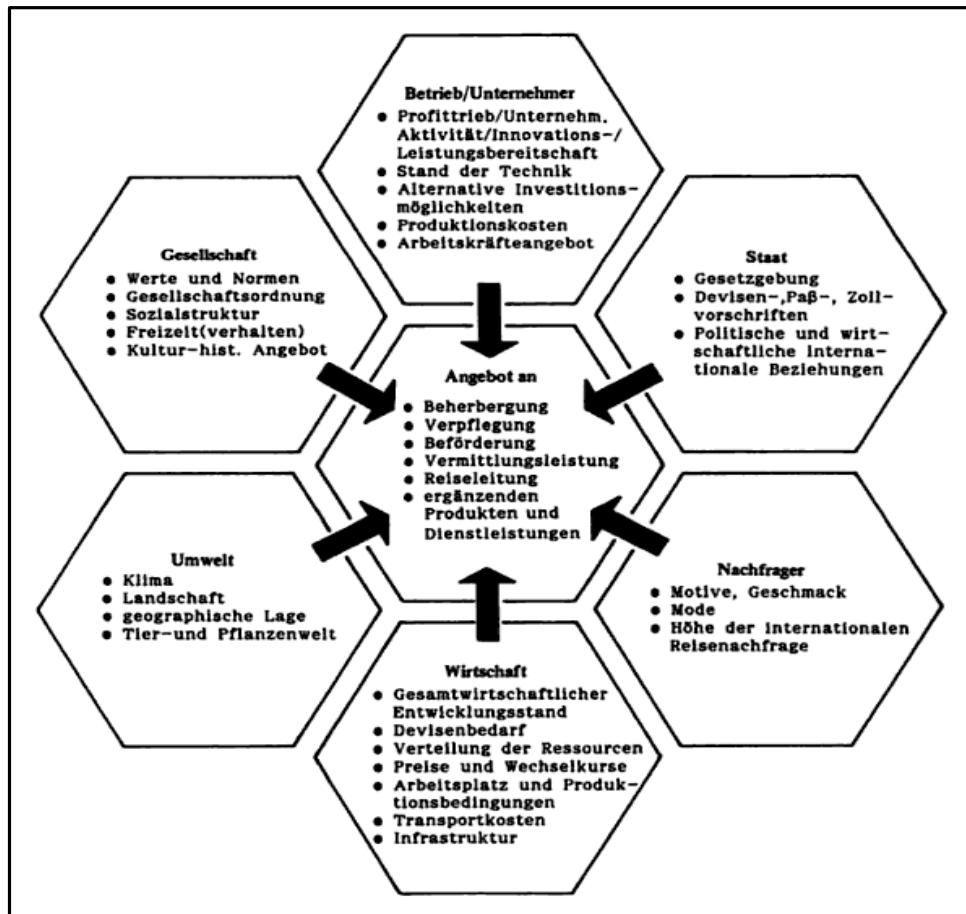 Betrieb/Unternehmer
● Profittrieb/Unternehm.
Aktivität/Innovations-/
Leistungsbereitschaft
● Stand der Technik
● Alternative Investitions-
möglichkeiten
● Produktionskosten
● Arbeitskräfteangebot
Gesellschaft
● Werte und Normen
● Gesellschaftsordnung
● Sozialstruktur
● Freizeit(verhalten)
● Kultur-hist. Angebot
Staat
● Gesetzgebung
● Devisen-,Paß-, Zoll-
vorschriften
● Politische und wirt-
schaftliche interna-
tionale Beziehungen
Angebot an
● Beherbergung
● Verpflegung
● Beförderung
● Vermittlungsleistung
● Reiseleitung
● ergänzenden
Produkten und
Dienstleistungen
Umwelt
● Klima
● Landschaft
● geographische Lage
● Tier-und Pflanzenwelt
Nachfrager
● Motive, Geschmack
● Mode
● Höhe der internationalen
Reisenachfrage
Wirtschaft
● Gesamtwirtschaftlicher
Entwicklungsstand
● Devisenbedarf
● Verteilung der Ressourcen
● Preise und Wechselkurse
● Arbeitsplatz und Produk-
tionsbedingungen
● Transportkosten
● Infrastruktur